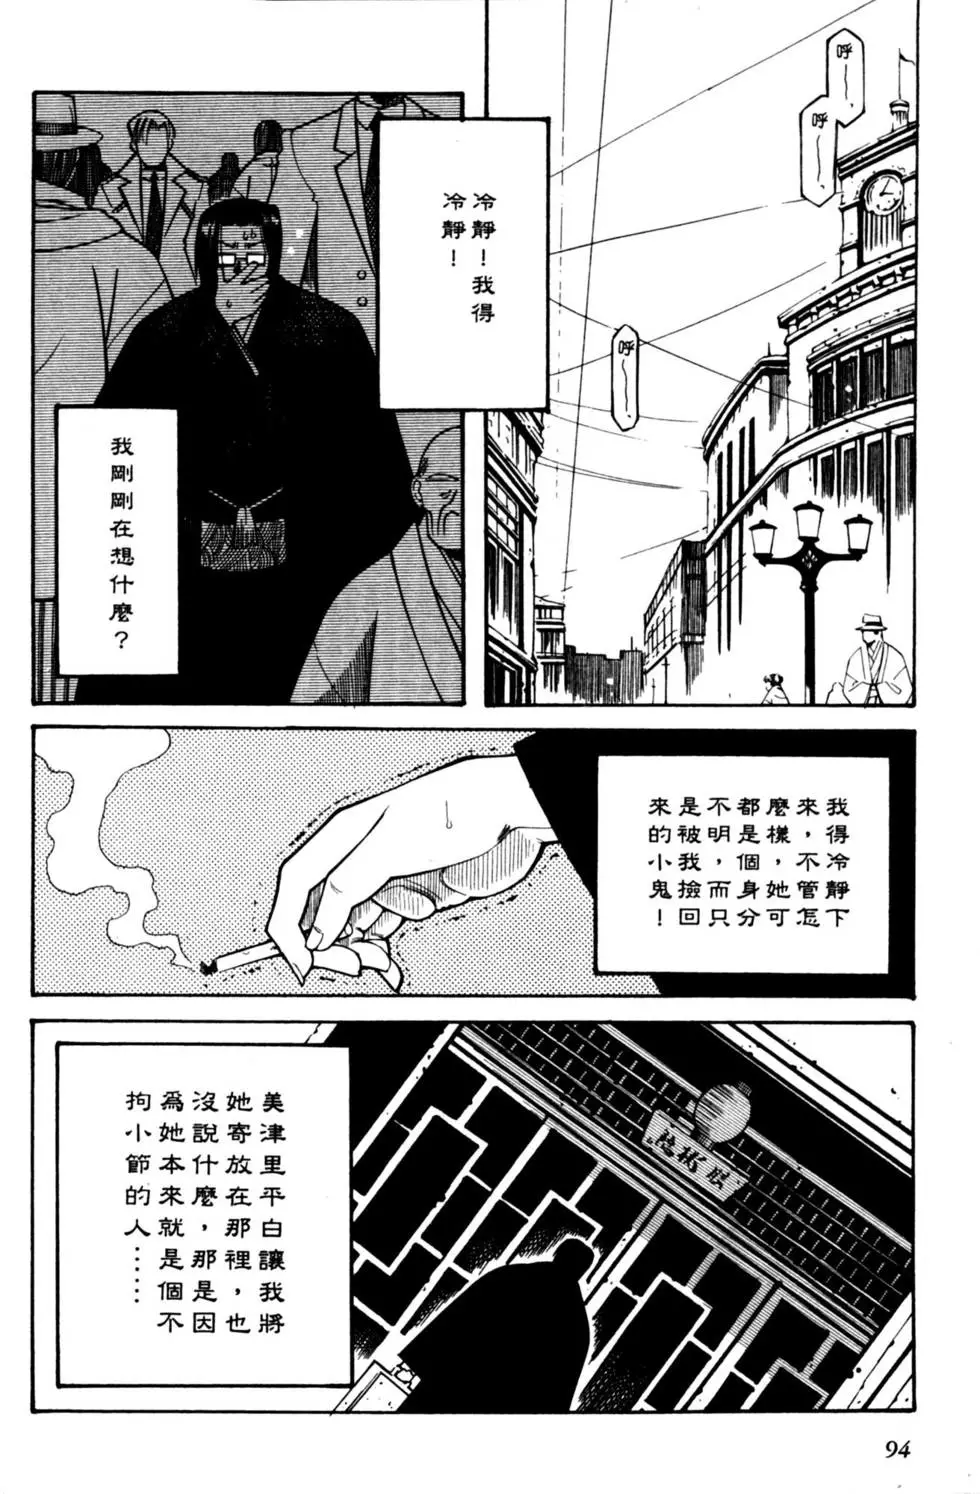 呼～
呼～
呼～
冷靜！我得
冷靜！
我剛剛在想什麼？
我得冷靜下
來，不管怎
麼樣，她可
都是個身分
不明，而只
是被我撿回
來的小鬼！
美津里平白讓我將
她寄放在那裡，也
沒說什麼，那是因
爲她本來就是個不
拘小節的人……
94